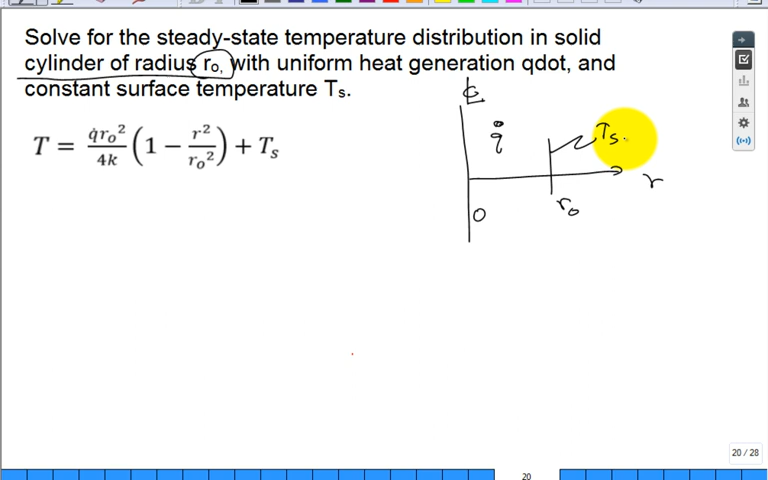 Solve for the steady-state temperature distribution in solid
cylinder of radius r₀, with uniform heat generation qdot, and
constant surface temperature Tₛ.
T = q̇r₀²/4k (1 − r²/r₀²) + Tₛ
℄
q̇
Tₛ
r
0
r₀
20 / 28
20